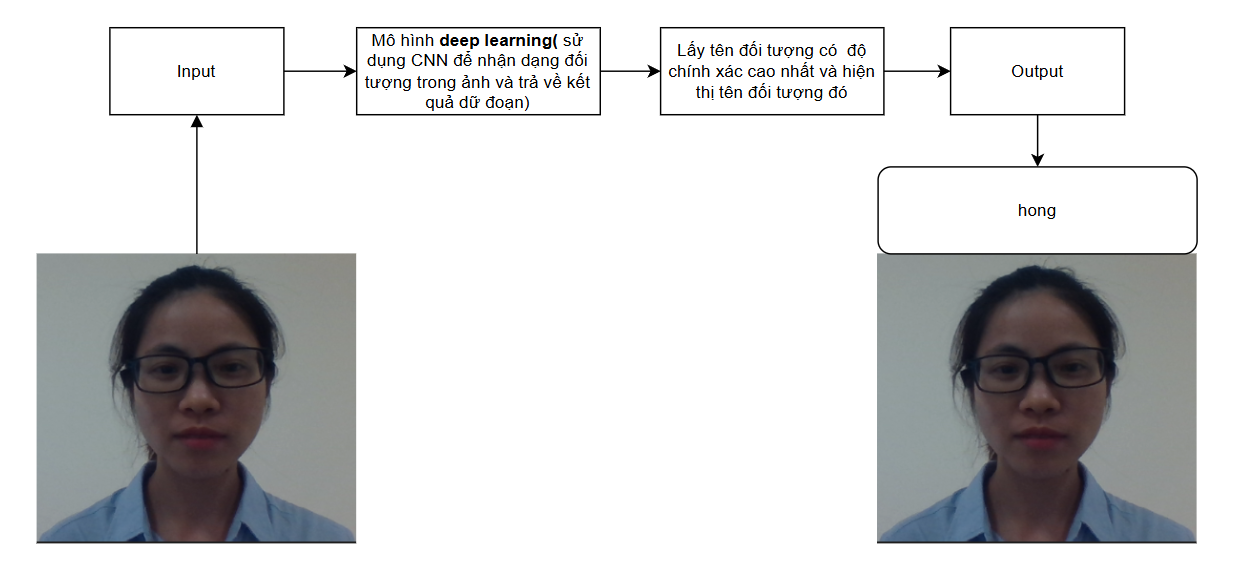 Input
Mô hình deep learning( sử
dụng CNN để nhận dạng đối
tượng trong ảnh và trả về kết
quả dữ đoạn)
Lấy tên đối tượng có độ
chính xác cao nhất và hiện
thị tên đối tượng đó
Output
hong